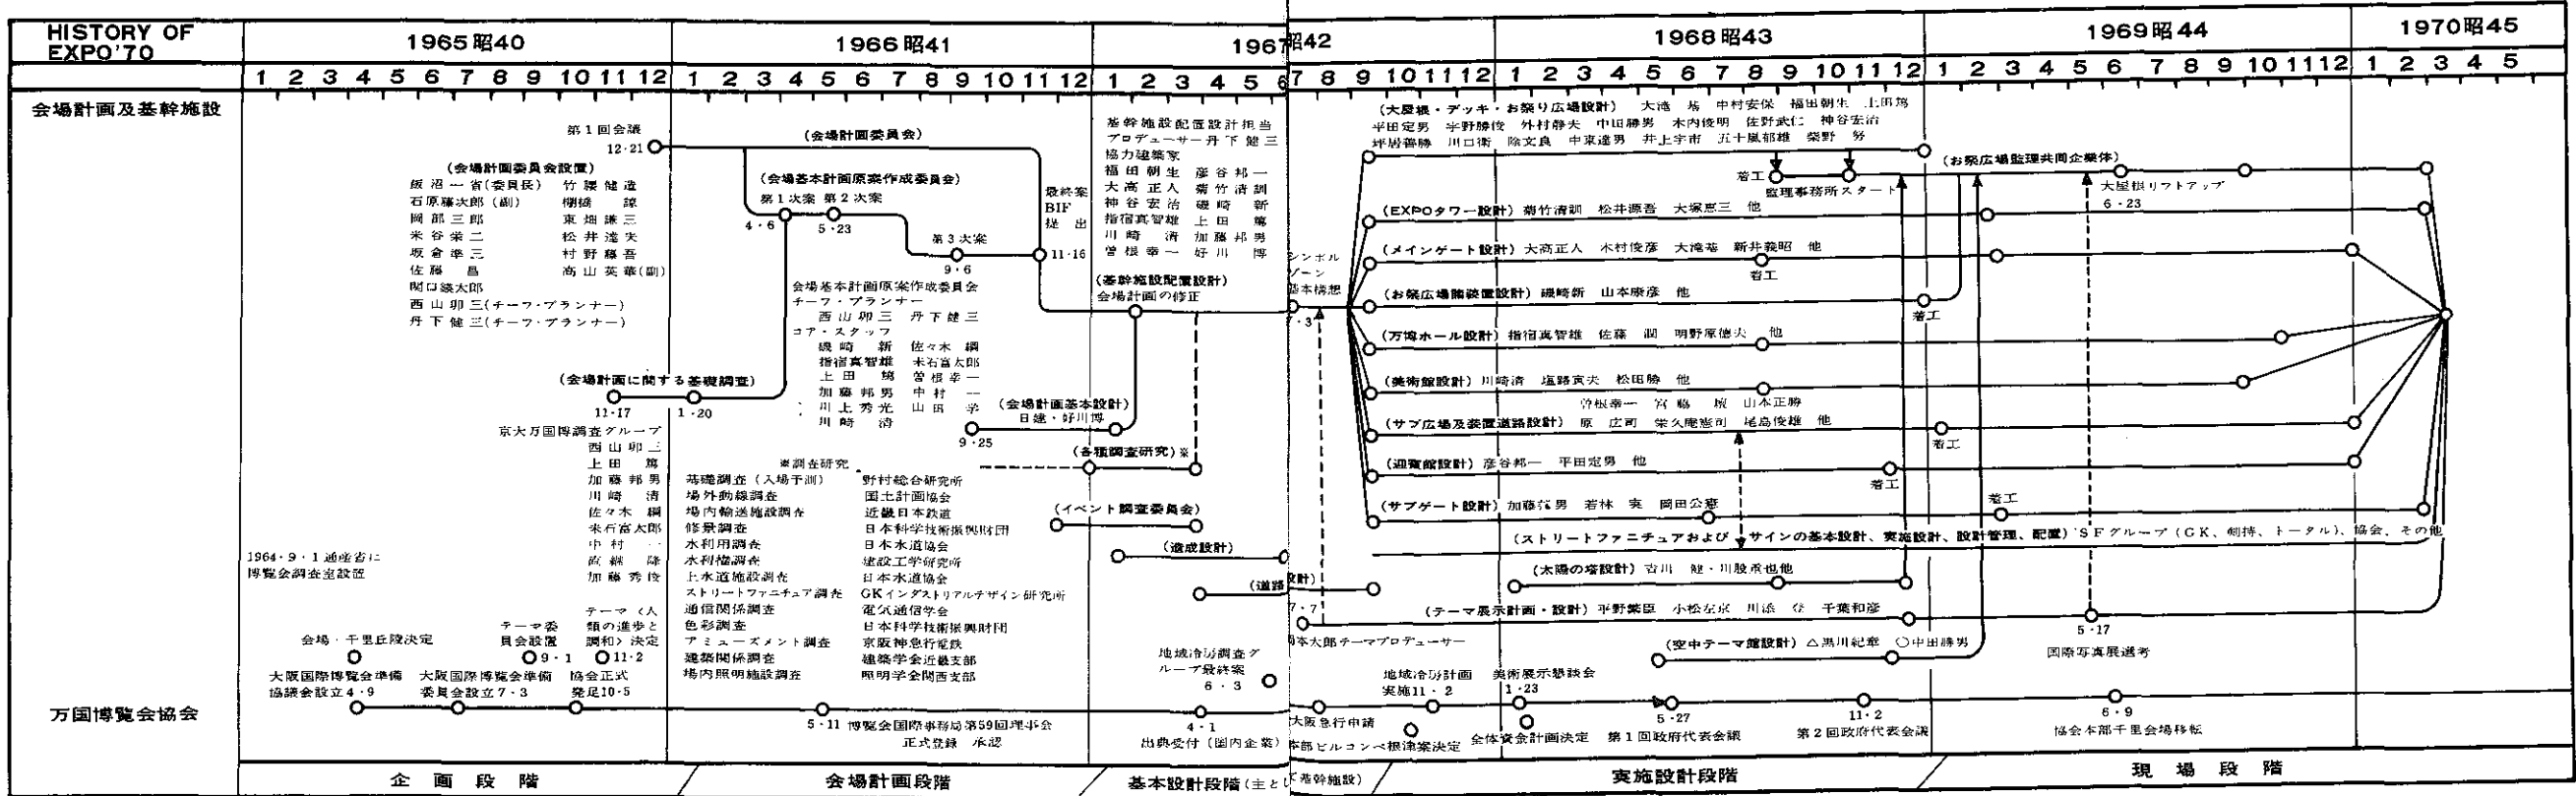 HISTORY OF
EXPO'70
1965昭40
1966昭41
1967昭42
1968昭43
1969昭44
1970昭45
1 2 3 4 5 6 7 8 9 10 11 12
1 2 3 4 5 6 7 8 9 10 11 12
1 2 3 4 5 6 7 8 9 10 11 12
1 2 3 4 5 6 7 8 9 10 11 12
1 2 3 4 5 6 7 8 9 10 11 12
1 2 3 4 5
会場計画及基幹施設
第1回会議
12・21
(会場計画委員会設置)
飯沼一省(委員長) 竹腰健造
石原藤次郎(副) 棚橋 諒
岡部三郎 東畑謙三
米谷栄二 松井達夫
坂倉準三 村野藤吾
佐藤 昌 高山英華(副)
関口鍈太郎
西山卯三(チーフ・プランナー)
丹下健三(チーフ・プランナー)
(会場計画に関する基礎調査)
11・17
1・20
京大万国博調査グループ
西山卯三
上田 篤
加藤邦男
川崎 清
佐々木 綱
末石富太郎
中村 一
加藤秀俊
1964・9・1通産省に
博覧会調査室設置
(会場計画委員会)
(会場基本計画原案作成委員会)
第1次案 第2次案
4・6
5・23
第3次案
9・6
最終案
BIF
提 出
11・16
会場基本計画原案作成委員会
チーフ・プランナー
西山卯三 丹下健三
コア・スタッフ
磯崎 新 佐々木 綱
指宿真智雄 末石富太郎
上田 篤 曽根幸一
加藤邦男 中村 一
川上秀光 山田 学
川崎 清
(会場計画基本設計)
日建・好川博
9・25
※調査研究
基礎調査(入場予測) 野村総合研究所
場外動線調査 国土計画協会
場内輸送施設調査 近畿日本鉄道
修景調査 日本科学技術振興財団
水利用調査 日本水道協会
水利権調査 建設工学研究所
上水道施設調査 日本水道協会
ストリートファニチュア調査 GKインダストリアルデザイン研究所
通信関係調査 電気通信学会
色彩調査 日本科学技術振興財団
アミューズメント調査 京阪神急行電鉄
建築関係調査 建築学会近畿支部
場内照明施設調査 照明学会関西支部
基幹施設配置設計担当
プロデューサー丹下健三
協力建築家
福田朝生 彦谷邦一
大高正人 菊竹清訓
神谷宏治 磯崎 新
指宿真智雄 上田 篤
川崎 清 加藤邦男
曽根幸一 好川 博
(基幹施設配置設計)
会場計画の修正
(各種調査研究)※
(イベント調査委員会)
(造成設計)
(道路設計)
シンボル
ゾーン
基本構想
7・3
7・7
(大屋根・デッキ・お祭り広場設計) 大滝 基 中村安保 福田朝生 上田篤
平田定男 宇野勝俊 外村静夫 中田勝男 木内俊明 佐野武仁 神谷宏治
坪居善勝 川口衛 除文良 中東達男 井上宇市 五十嵐郁雄 柴野 努
着工
監理事務所スタート
(お祭広場監理共同企業体)
大屋根リフトアップ
6・23
(EXPOタワー設計) 菊竹清訓 松井源吾 大塚恵三 他
(メインゲート設計) 大高正人 木村俊彦 大滝基 新井義昭 他
着工
(お祭広場諸装置設計) 磯崎新 山本康彦 他
着工
(万博ホール設計) 指宿真智雄 佐藤 潤 明野原徳夫 他
(美術館設計) 川崎清 塩路寅夫 松田勝 他
(サブ広場及装置道路設計) 原 広司 栄久庵憲司 尾島俊雄 他
着工
(迎賓館設計) 彦谷邦一 平田定男 他
着工
(サブゲート設計) 加藤邦男 若林 実 岡田公憲
着工
(ストリートファニチュアおよび サインの基本設計、実施設計、設計管理、配置) SFグループ(GK、剣持、トータル)、協会、その他
(太陽の塔設計) 吉川 健・川股重也他
(テーマ展示計画・設計) 平野繁臣 小松左京 川添 登 千葉和彦
本太郎テーマプロデューサー
5・17
国際写真展選考
(空中テーマ館設計) △黒川紀章 ○中田勝男
会場・千里丘陵決定
テーマ委
員会設置
9・1
テーマ〈人
類の進歩と
調和〉決定
11・2
大阪国際博覧会準備
協議会設立4・9
大阪国際博覧会準備
委員会設立7・3
協会正式
発足10・5
万国博覧会協会
5・11 博覧会国際事務局第59回理事会
正式登録 承認
地域冷房調査グ
ループ最終案
6・3
4・1
出典受付(国内企業)
大阪急行申請
地域冷房計画
実施11・2
本部ビルコンペ根津案決定
美術展示懇談会
1・23
全体資金計画決定
5・27
第1回政府代表会議
11・2
第2回政府代表会議
6・9
協会本部千里会場移転
企画段階
会場計画段階
基本設計段階(主として基幹施設)
実施設計段階
現場段階